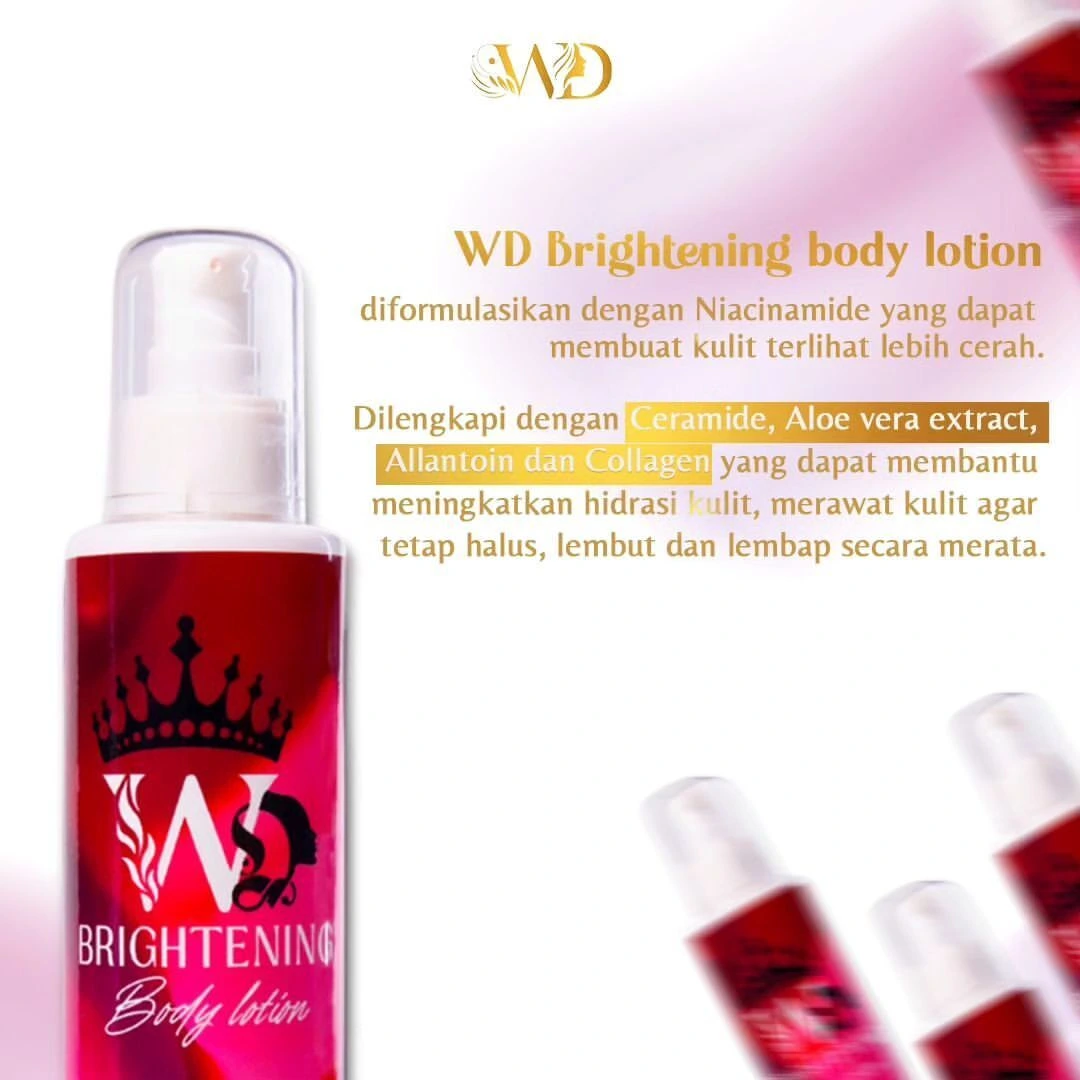 WD
WD Brightening body lotion
diformulasikan dengan Niacinamide yang dapat
membuat kulit terlihat lebih cerah.
Dilengkapi dengan Ceramide, Aloe vera extract,
Allantoin dan Collagen yang dapat membantu
meningkatkan hidrasi kulit, merawat kulit agar
tetap halus, lembut dan lembap secara merata.
WD
BRIGHTENING
Body lotion